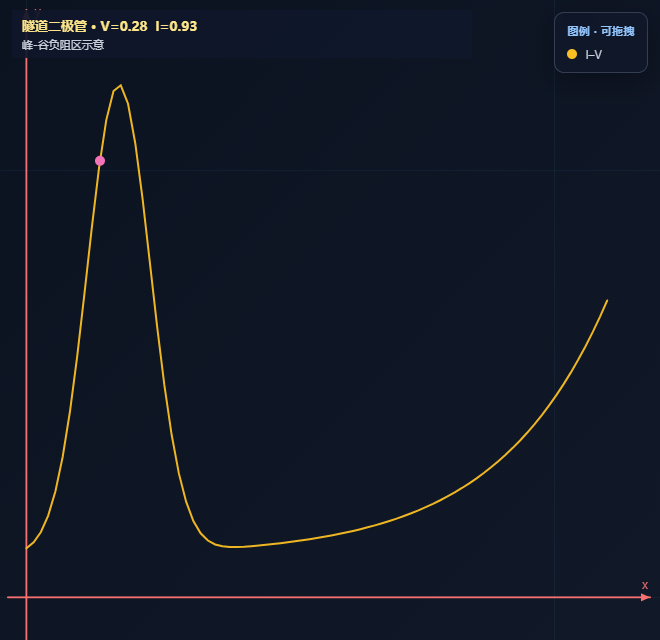 隧道二极管 • V=0.28 I=0.93
峰-谷负阻区示意
图例 · 可拖拽
I–V
x